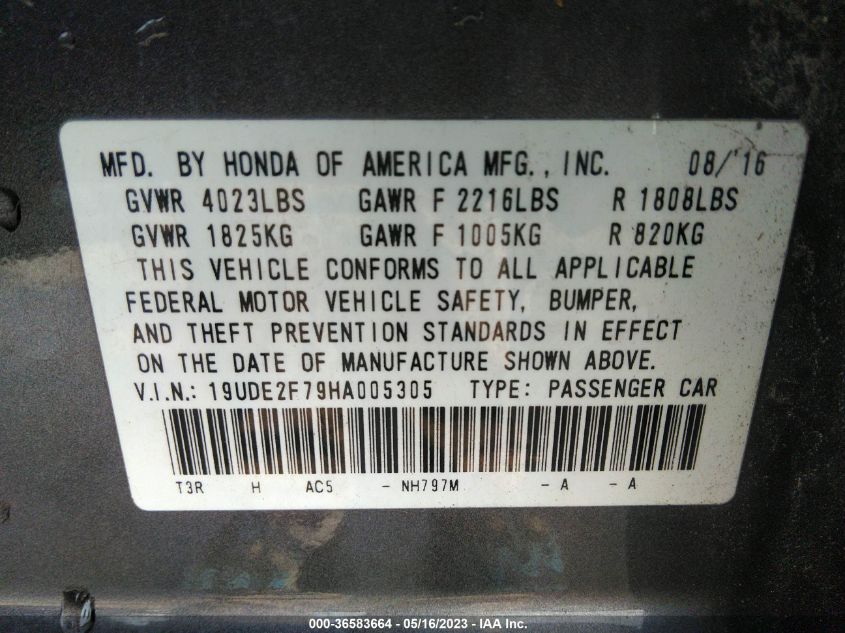 MFD. BY HONDA OF AMERICA MFG., INC. 08/'16
GVWR 4023LBS GAWR F 2216LBS R 1808LBS
GVWR 1825KG GAWR F 1005KG R 820KG
THIS VEHICLE CONFORMS TO ALL APPLICABLE
FEDERAL MOTOR VEHICLE SAFETY, BUMPER,
AND THEFT PREVENTION STANDARDS IN EFFECT
ON THE DATE OF MANUFACTURE SHOWN ABOVE.
V.I.N.: 19UDE2F79HA005305 TYPE: PASSENGER CAR
T3R H AC5 - NH797M - A - A
000-36583664 - 05/16/2023 - IAA Inc.